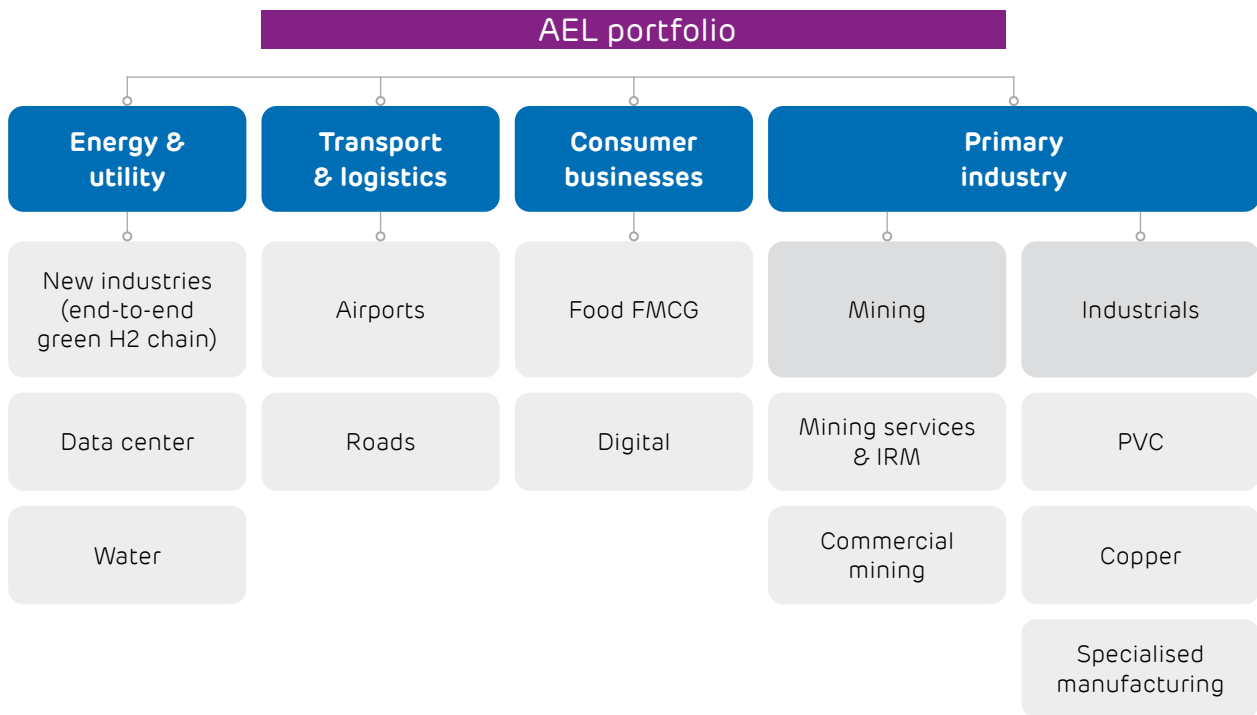 AEL portfolio
Energy &
utility
Transport
& logistics
Consumer
businesses
Primary
industry
New industries
(end-to-end
green H2 chain)
Airports
Food FMCG
Mining
Industrials
Data center
Roads
Digital
Mining services
& IRM
PVC
Water
Commercial
mining
Copper
Specialised
manufacturing